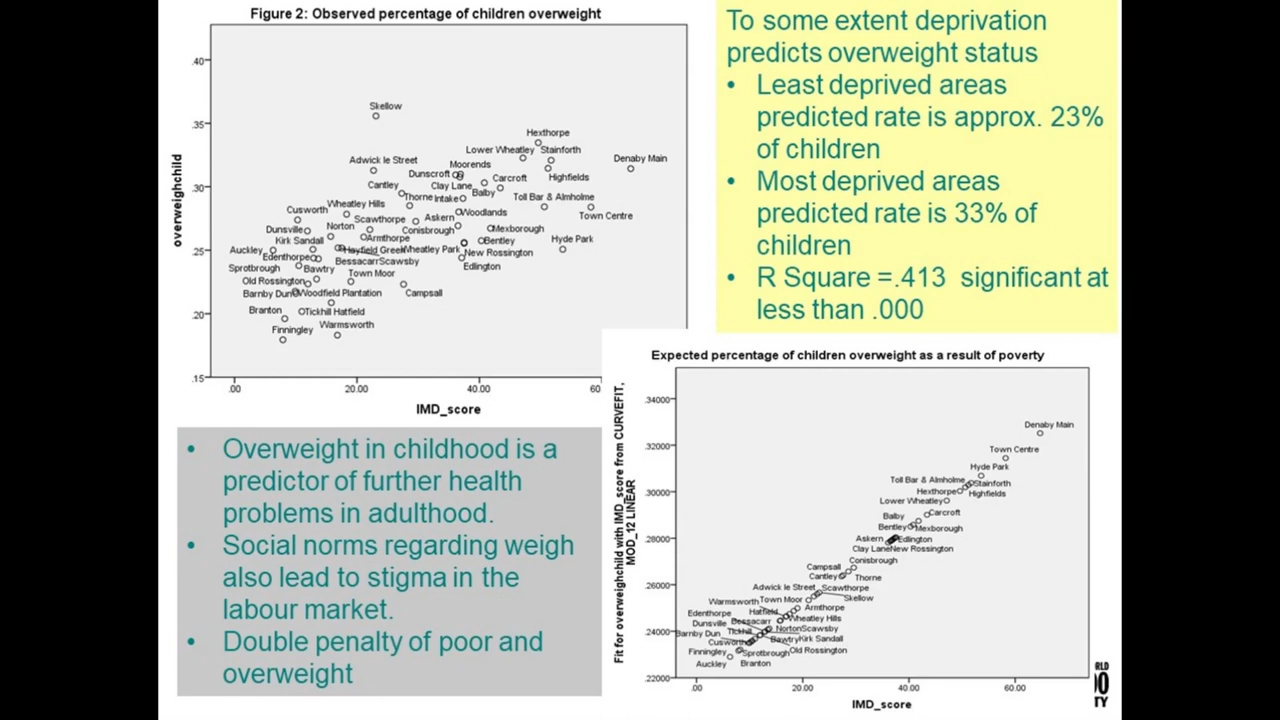 Figure 2: Observed percentage of children overweight
overweighchild
.40
.35
.30
.25
.20
.15
Skellow
Hexthorpe
Lower Wheatley
Stainforth
Adwick le Street
Moorends
Denaby Main
Dunscroft
Carcroft
Highfields
Cantley
Clay Lane
Balby
Thorne
Intake
Toll Bar & Almholme
Wheatley Hills
Cusworth
Scawthorpe
Askern
Woodlands
Town Centre
Dunsville
Norton
Conisbrough
Mexborough
Kirk Sandall
Armthorpe
Bentley
Hyde Park
Auckley
Hayfield Green
Wheatley Park
New Rossington
Edenthorpe
Bessacarr
Scawsby
Edlington
Sprotbrough
Bawtry
Town Moor
Old Rossington
Barnby Dun
Woodfield Plantation
Campsall
Branton
Tickhill
Hatfield
Finningley
Warmsworth
.00
20.00
40.00
60
IMD_score
To some extent deprivation
predicts overweight status
• Least deprived areas
predicted rate is approx. 23%
of children
• Most deprived areas
predicted rate is 33% of
children
• R Square =.413 significant at
less than .000
• Overweight in childhood is a
predictor of further health
problems in adulthood.
• Social norms regarding weigh
also lead to stigma in the
labour market.
• Double penalty of poor and
overweight
Expected percentage of children overweight as a result of poverty
Fit for overweighchild with IMD_score from CURVEFIT,
MOD_12 LINEAR
.34000
.32000
.30000
.28000
.26000
.24000
.22000
Denaby Main
Town Centre
Hyde Park
Toll Bar & Almholme
Stainforth
Hexthorpe
Highfields
Lower Wheatley
Balby
Carcroft
Bentley
Mexborough
Askern
Edlington
Clay Lane
New Rossington
Conisbrough
Campsall
Cantley
Thorne
Adwick le Street
Scawthorpe
Warmsworth
Town Moor
Skellow
Edenthorpe
Hatfield
Armthorpe
Dunsville
Bessacarr
Wheatley Hills
Barnby Dun
Tickhill
Norton
Scawsby
Cusworth
Bawtry
Kirk Sandall
Finningley
Sprotbrough
Old Rossington
Auckley
Branton
.00
20.00
40.00
60.00
IMD_score
RLD
TY